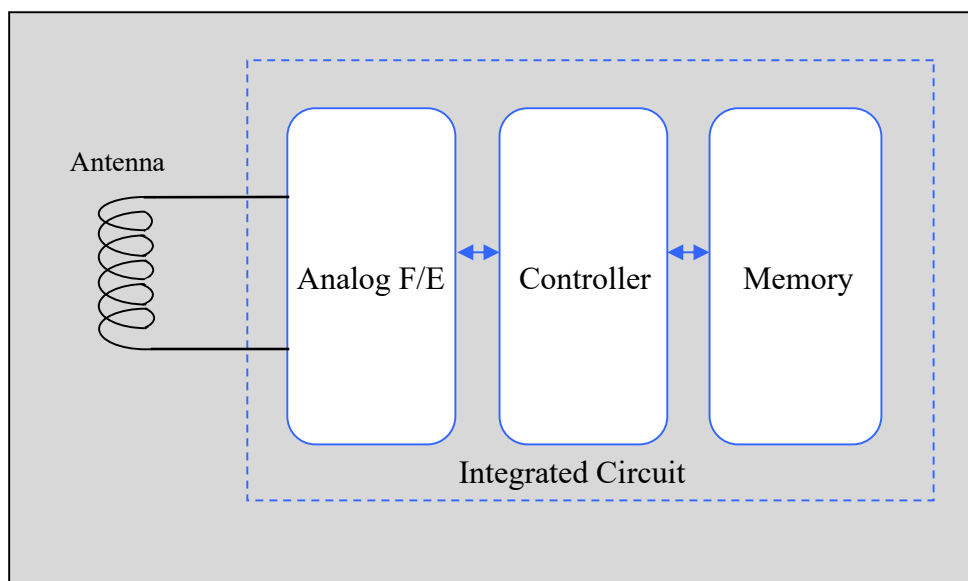 Antenna
Analog F/E
Controller
Memory
Integrated Circuit